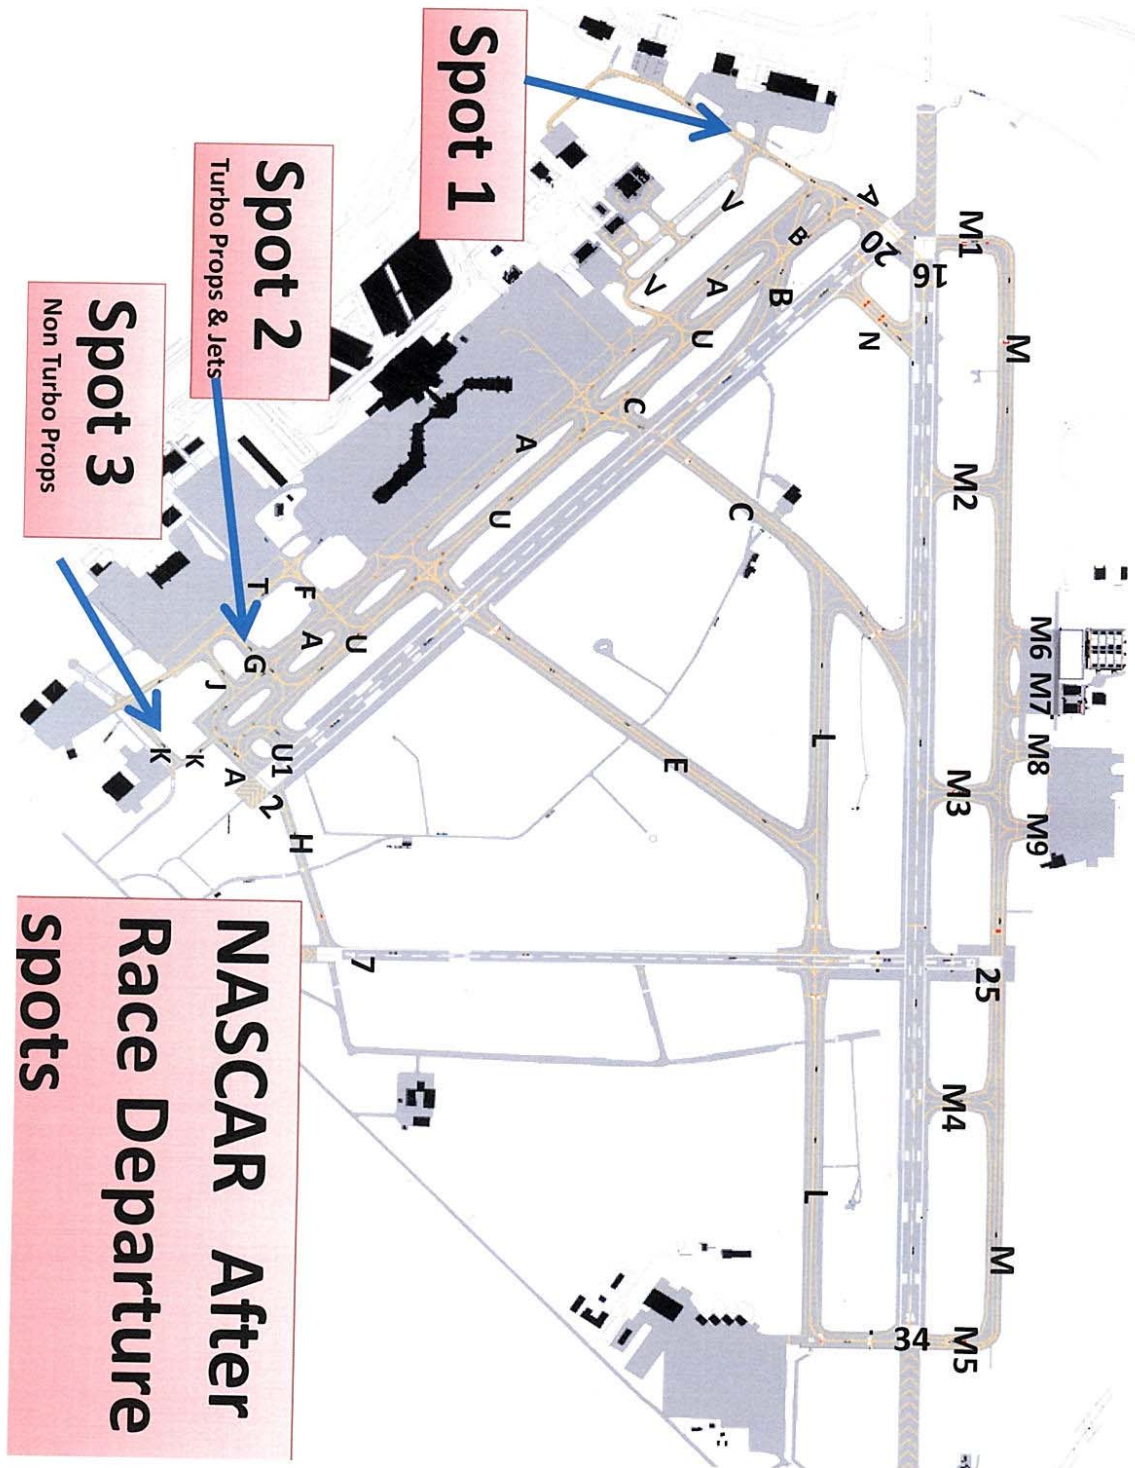 Spot 1
Spot 2
Turbo Props & Jets
Spot 3
Non Turbo Props
NASCAR After
Race Departure
spots
A
20
16
M1
M
V
B
A
B
N
V
U
C
M2
A
U
C
M6
M7
M8
M9
T
F
A
U
G
J
L
E
M3
K
K
A
U1
2
H
7
25
M4
L
M
34
M5